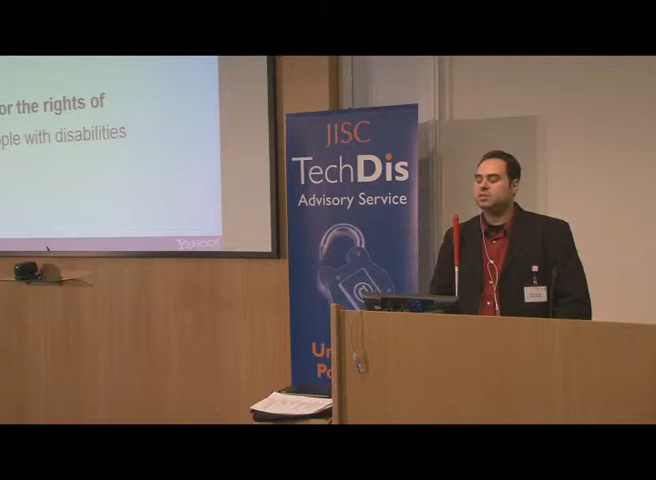 or the rights of
ple with disabilities
YAHOO!
JISC
TechDis
Advisory Service